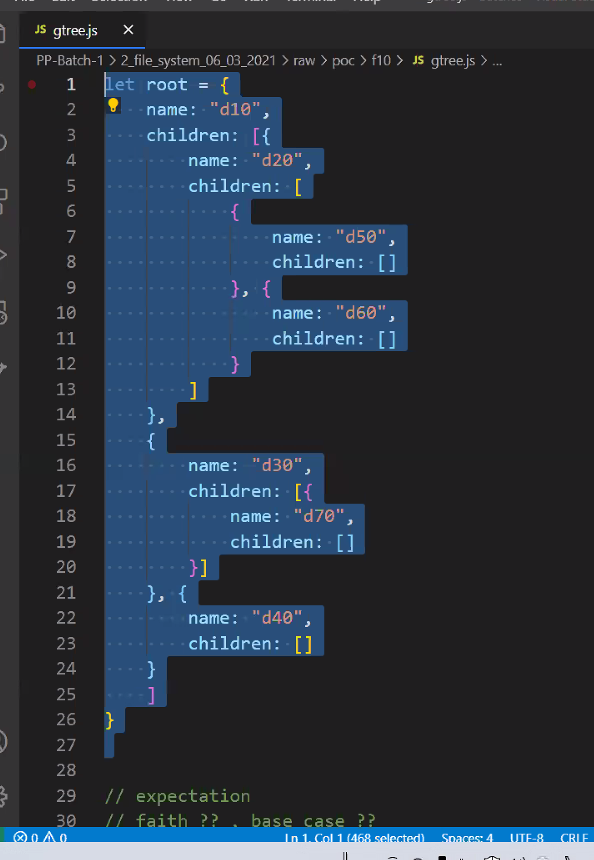 JS gtree.js ×
PP-Batch-1 > 2_file_system_06_03_2021 > raw > poc > f10 > JS gtree.js > ...
1 let root = {
2     name: "d10",
3     children: [{
4         name: "d20",
5         children: [
6             {
7                 name: "d50",
8                 children: []
9             }, {
10                 name: "d60",
11                 children: []
12             }
13         ]
14     },
15     {
16         name: "d30",
17         children: [{
18             name: "d70",
19             children: []
20         }]
21     }, {
22         name: "d40",
23         children: []
24     }
25     ]
26 }
27
28
29 // expectation
30 // faith ?? , base case ??
0 0 Ln 1, Col 1 (468 selected) Spaces: 4 UTF-8 CRLF